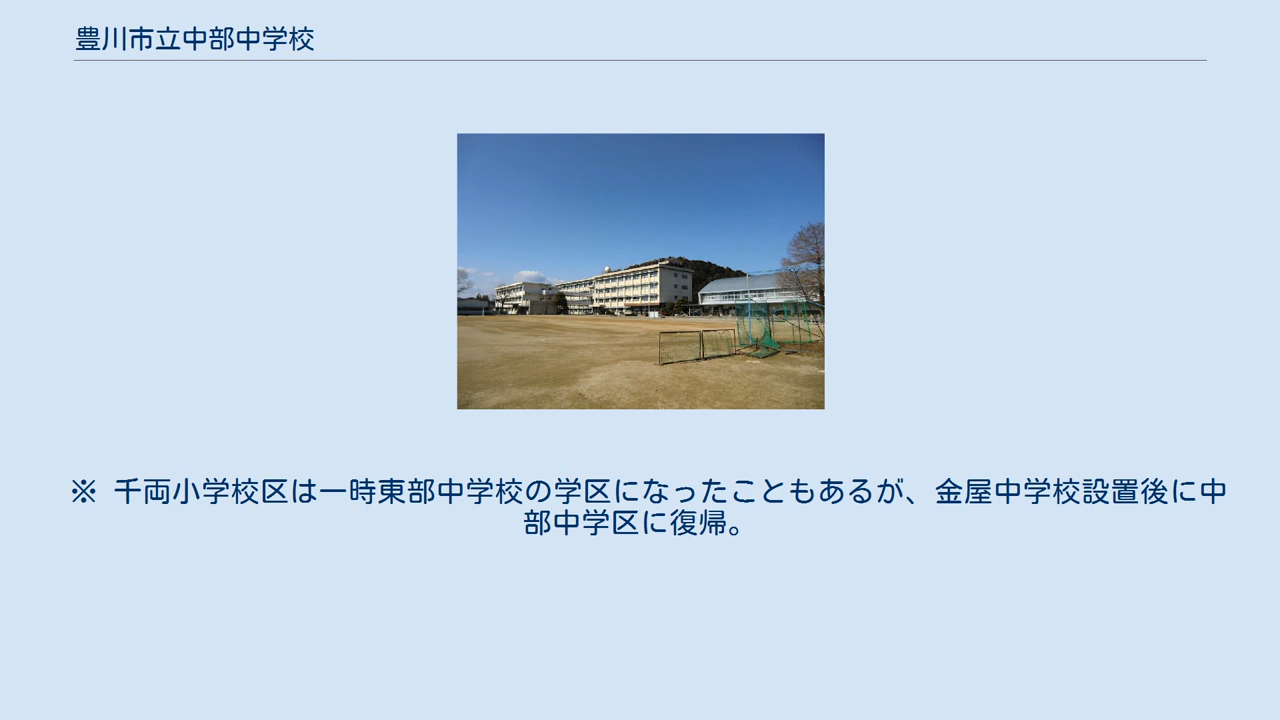 豊川市立中部中学校
※ 千両小学校区は一時東部中学校の学区になったこともあるが、金屋中学校設置後に中
部中学区に復帰。